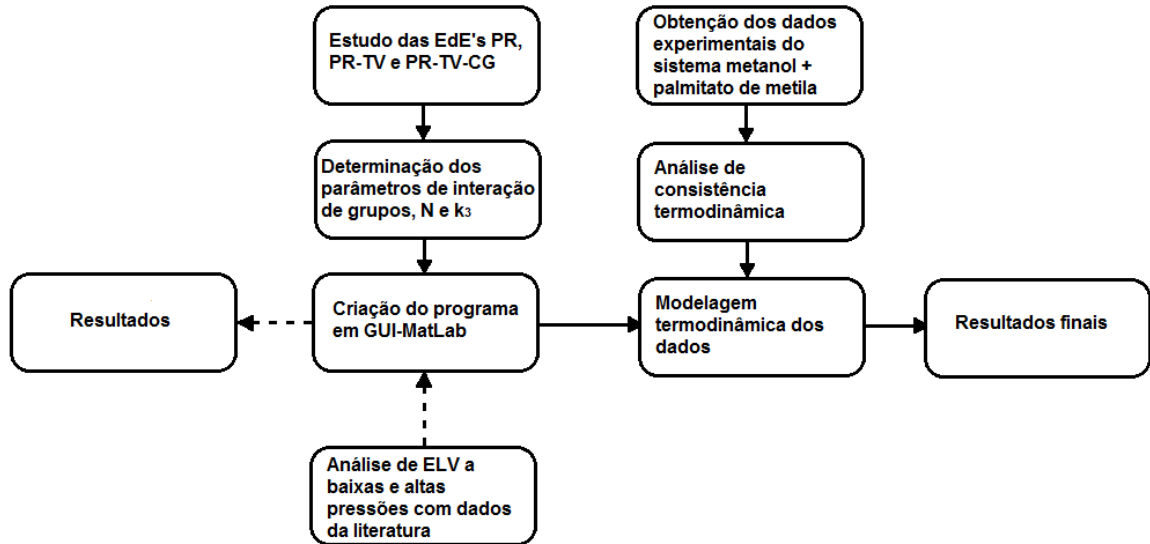 Estudo das EdE's PR,
PR-TV e PR-TV-CG
Obtenção dos dados
experimentais do
sistema metanol +
palmitato de metila
Determinação dos
parâmetros de interação
de grupos, N e k₃
Análise de
consistência
termodinâmica
Resultados
Criação do programa
em GUI-MatLab
Modelagem
termodinâmica dos
dados
Resultados finais
Análise de ELV a
baixas e altas
pressões com dados
da literatura